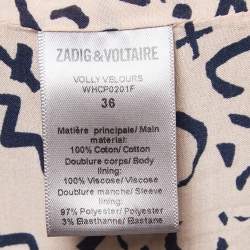 ZADIG & VOLTAIRE
VOLLY VELOURS
WHCP0201F
36
Matière principale/ Main
material:
100% Coton/ Cotton
Doublure corps/ Body
lining:
100% Viscose/ Viscose
Doublure manche/ Sleeve
lining:
97% Polyester/ Polyester
3% Elasthanne/ Elastane